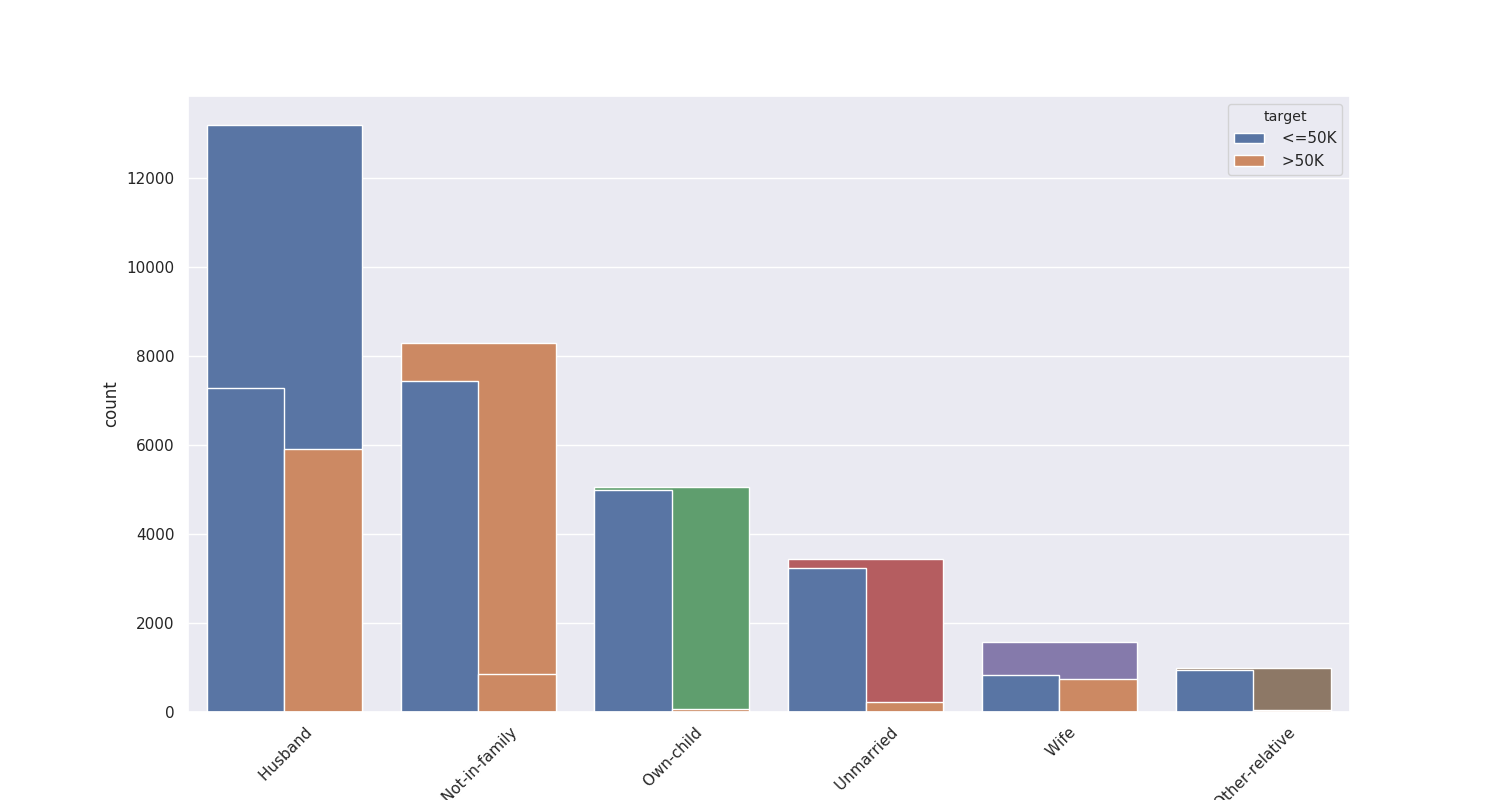 target
<=50K
>50K
12000
10000
8000
6000
4000
2000
0
count
Husband
Not-in-family
Own-child
Unmarried
Wife
Other-relative